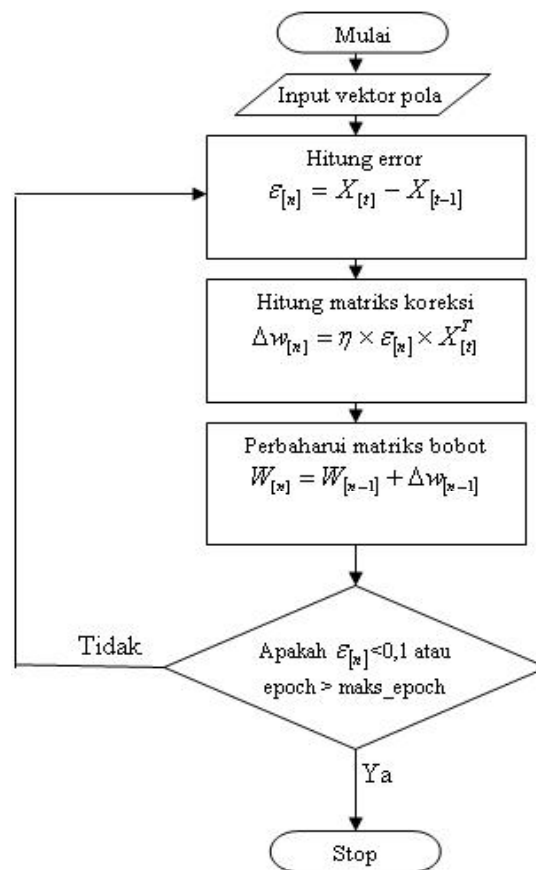 Mulai
Input vektor pola
Hitung error
ε[n] = X[t] − X[t−1]
Hitung matriks koreksi
Δw[n] = η × ε[n] × X[t]^T
Perbaharui matriks bobot
W[n] = W[n−1] + Δw[n−1]
Tidak
Apakah ε[n]<0,1 atau
epoch > maks_epoch
Ya
Stop